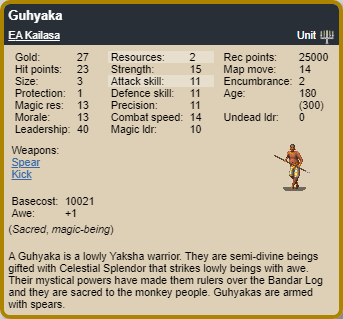 Guhyaka
EA Kailasa Unit
Gold: 27 Resources: 2 Rec points: 25000
Hit points: 23 Strength: 15 Map move: 14
Size: 3 Attack skill: 11 Encumbrance: 2
Protection: 1 Defence skill: 11 Age: 180
Magic res: 13 Precision: 11 (300)
Morale: 13 Combat speed: 14 Undead ldr: 0
Leadership: 40 Magic ldr: 10
Weapons:
Spear
Kick
Basecost: 10021
Awe: +1
(Sacred, magic-being)
A Guhyaka is a lowly Yaksha warrior. They are semi-divine beings
gifted with Celestial Splendor that strikes lowly beings with awe.
Their mystical powers have made them rulers over the Bandar Log
and they are sacred to the monkey people. Guhyakas are armed
with spears.